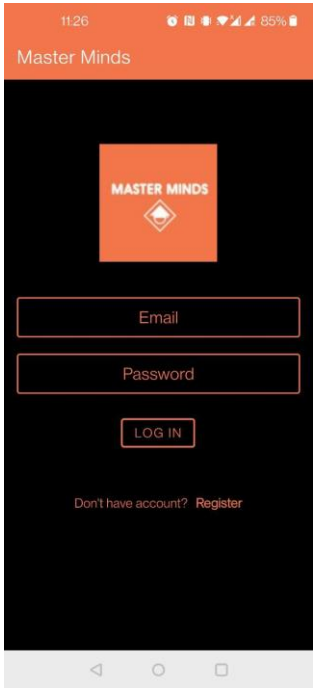 11:26 85%
Master Minds
MASTER MINDS
Email
Password
LOG IN
Don't have account? Register